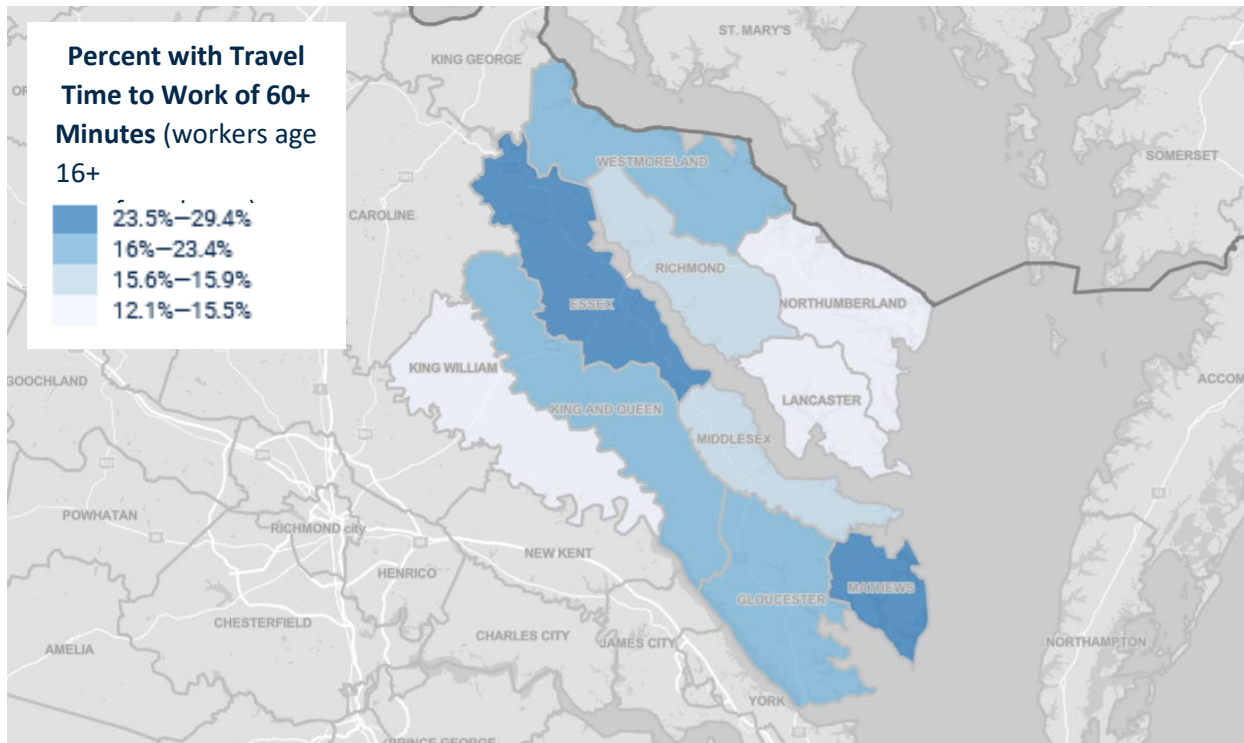 Percent with Travel
Time to Work of 60+
Minutes (workers age
16+
23.5%–29.4%
16%–23.4%
15.6%–15.9%
12.1%–15.5%
ST. MARY'S
KING GEORGE
SOMERSET
WESTMORELAND
CAROLINE
RICHMOND
NORTHUMBERLAND
ESSEX
KING WILLIAM
GOOCHLAND
ACCOM
LANCASTER
KING AND QUEEN
MIDDLESEX
POWHATAN
RICHMOND city
NEW KENT
HENRICO
MATHEWS
GLOUCESTER
CHESTERFIELD
CHARLES CITY
JAMES CITY
NORTHAMPTON
AMELIA
YORK
PRINCE GEORGE